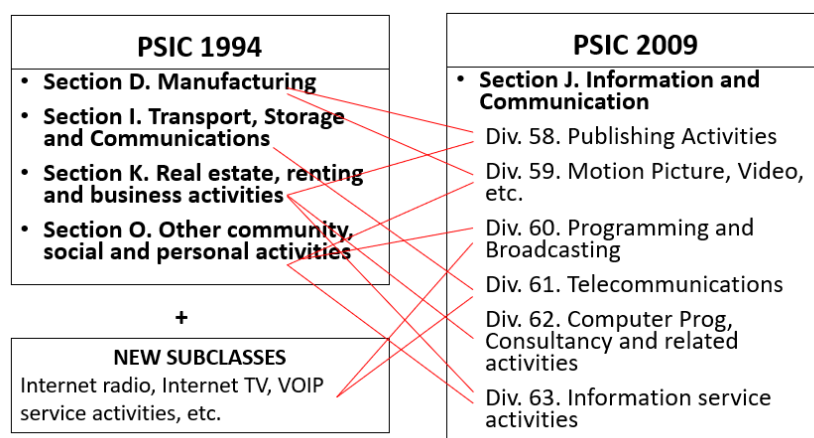 PSIC 1994
• Section D. Manufacturing
• Section I. Transport, Storage
and Communications
• Section K. Real estate, renting
and business activities
• Section O. Other community,
social and personal activities
+
NEW SUBCLASSES
Internet radio, Internet TV, VOIP
service activities, etc.
PSIC 2009
• Section J. Information and
Communication
Div. 58. Publishing Activities
Div. 59. Motion Picture, Video,
etc.
Div. 60. Programming and
Broadcasting
Div. 61. Telecommunications
Div. 62. Computer Prog,
Consultancy and related
activities
Div. 63. Information service
activities